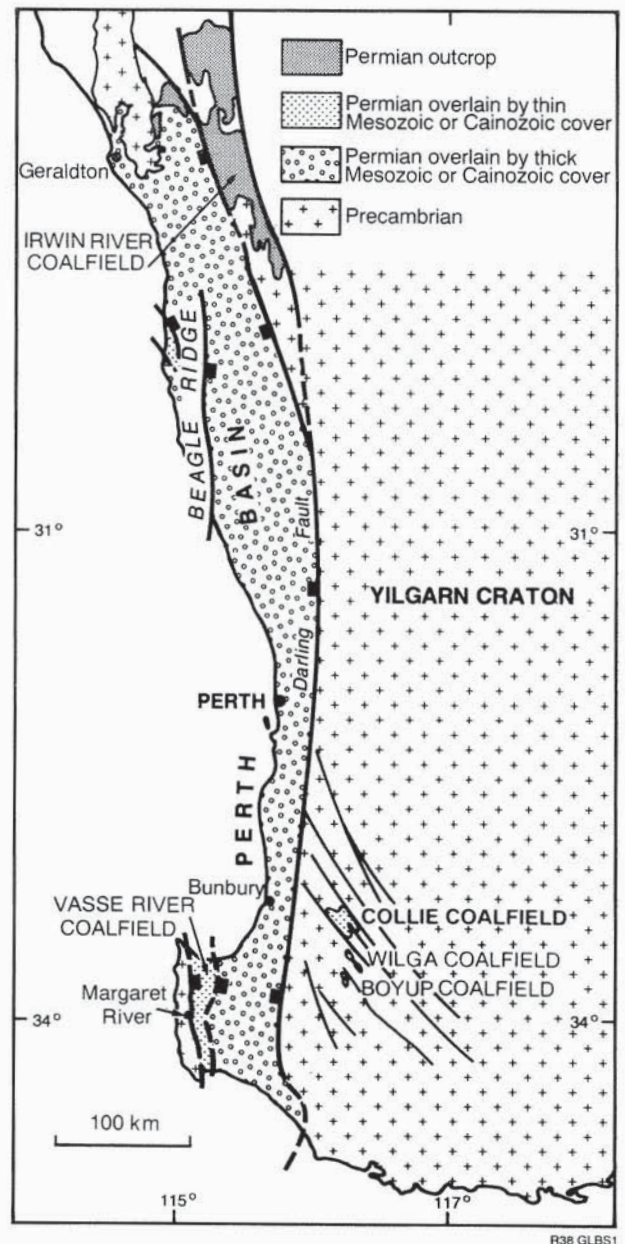 Permian outcrop
Permian overlain by thin
Mesozoic or Cainozoic cover
Permian overlain by thick
Mesozoic or Cainozoic cover
Precambrian
Geraldton
IRWIN RIVER
COALFIELD
BEAGLE RIDGE
BASIN
31°
31°
Fault
YILGARN CRATON
Darling
PERTH
PERTH
Bunbury
VASSE RIVER
COALFIELD
COLLIE COALFIELD
WILGA COALFIELD
BOYUP COALFIELD
Margaret
River
34°
34°
100 km
115°
117°
R38 GLBS1